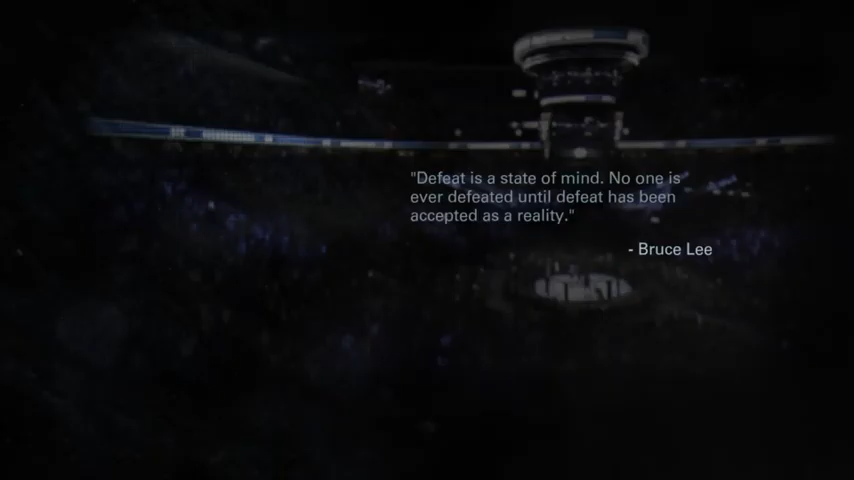 "Defeat is a state of mind. No one is
ever defeated until defeat has been
accepted as a reality."
- Bruce Lee